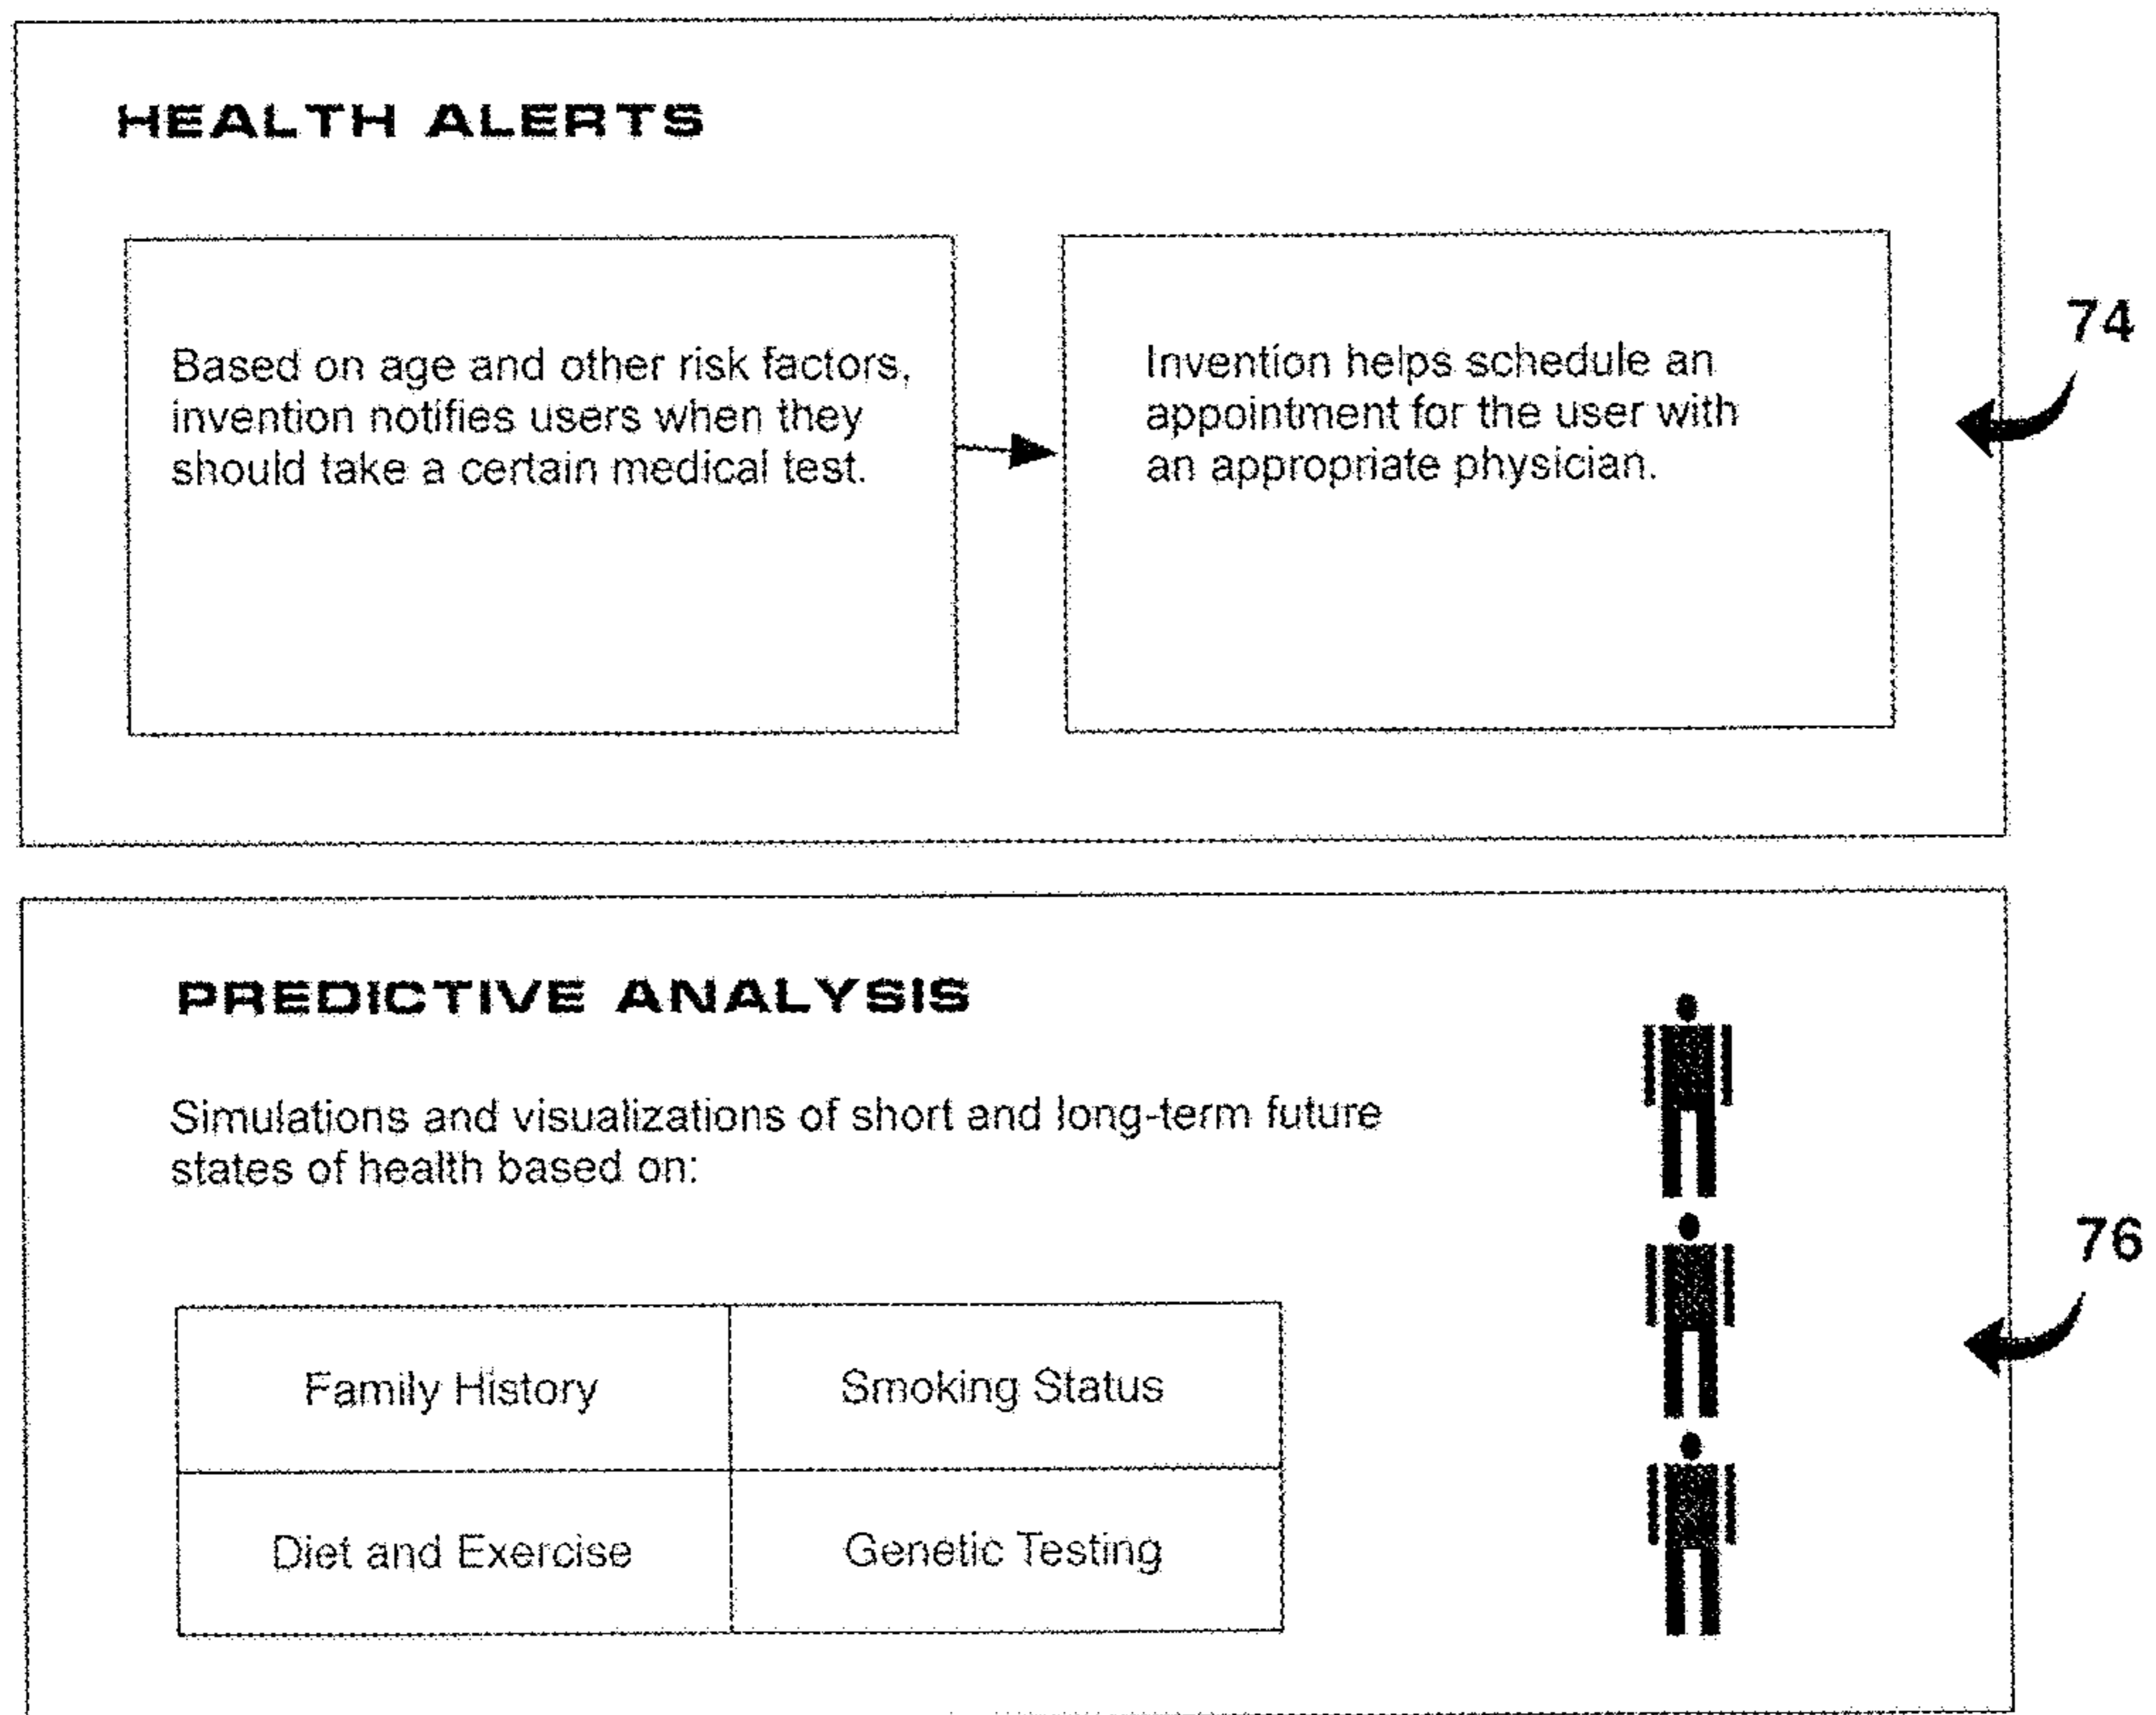 HEALTH ALERTS
Based on age and other risk factors,
invention notifies users when they
should take a certain medical test.
Invention helps schedule an
appointment for the user with
an appropriate physician.
74
PREDICTIVE ANALYSIS
Simulations and visualizations of short and long-term future
states of health based on:
76
Family History
Smoking Status
Diet and Exercise
Genetic Testing